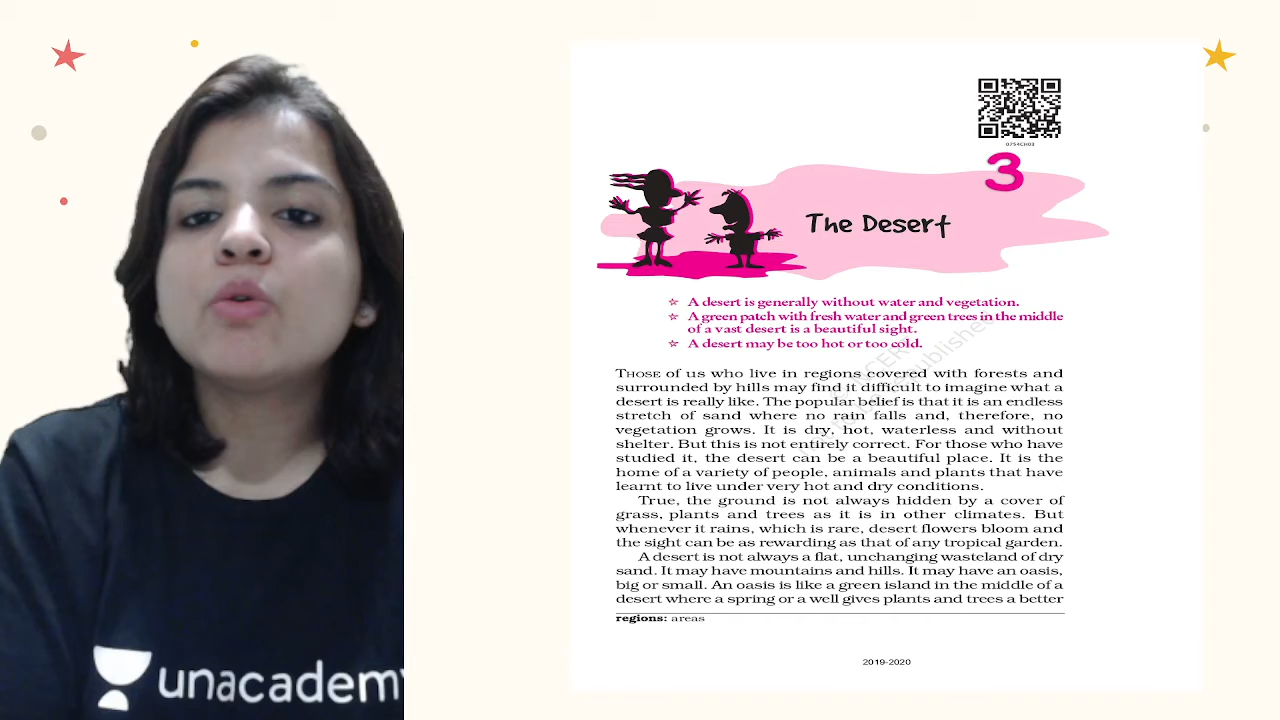 unacademy
0754CH03
3
The Desert
☆ A desert is generally without water and vegetation.
☆ A green patch with fresh water and green trees in the middle
of a vast desert is a beautiful sight.
☆ A desert may be too hot or too cold.
THOSE of us who live in regions covered with forests and
surrounded by hills may find it difficult to imagine what a
desert is really like. The popular belief is that it is an endless
stretch of sand where no rain falls and, therefore, no
vegetation grows. It is dry, hot, waterless and without
shelter. But this is not entirely correct. For those who have
studied it, the desert can be a beautiful place. It is the
home of a variety of people, animals and plants that have
learnt to live under very hot and dry conditions.
True, the ground is not always hidden by a cover of
grass, plants and trees as it is in other climates. But
whenever it rains, which is rare, desert flowers bloom and
the sight can be as rewarding as that of any tropical garden.
A desert is not always a flat, unchanging wasteland of dry
sand. It may have mountains and hills. It may have an oasis,
big or small. An oasis is like a green island in the middle of a
desert where a spring or a well gives plants and trees a better
regions: areas
2019-2020